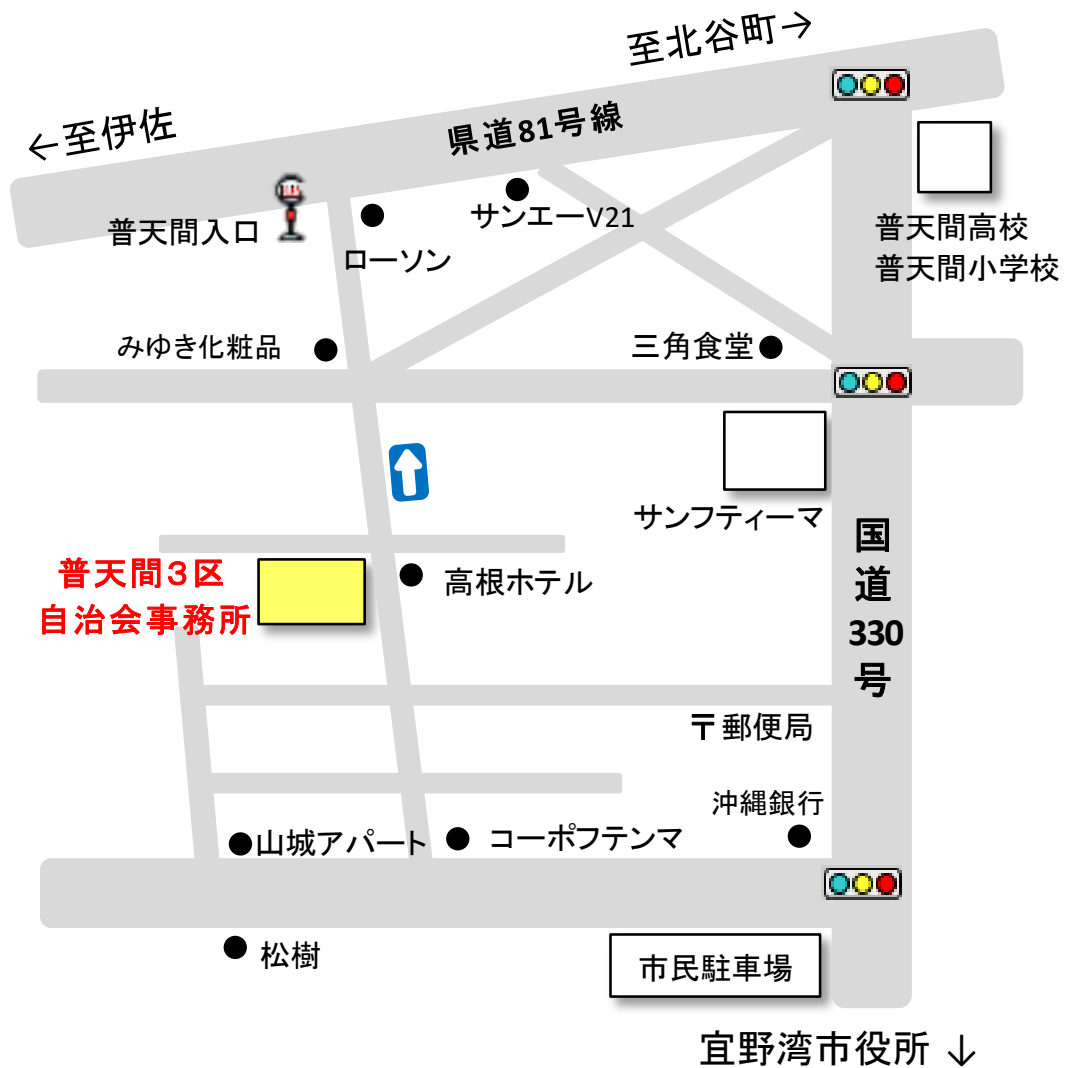 至北谷町→
←至伊佐
県道81号線
普天間入口
ローソン
サンエーV21
普天間高校
普天間小学校
みゆき化粧品
三角食堂
サンフティーマ
国道330号
普天間3区
自治会事務所
高根ホテル
〒郵便局
沖縄銀行
山城アパート
コーポフテンマ
松樹
市民駐車場
宜野湾市役所 ↓